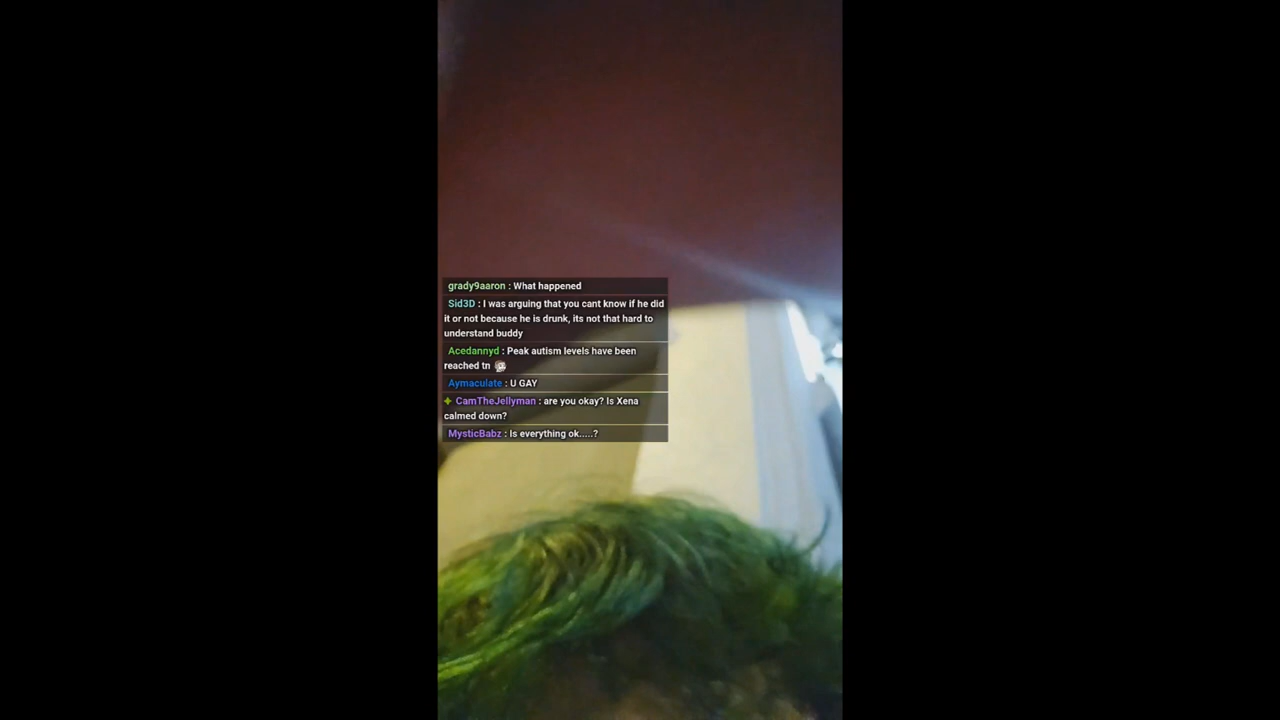 grady9aaron : What happened
Sid3D : I was arguing that you cant know if he did
it or not because he is drunk, its not that hard to
understand buddy
Acedannyd : Peak autism levels have been
reached tn
Aymaculate : U GAY
CamTheJellyman : are you okay? Is Xena
calmed down?
MysticBabz : Is everything ok.....?